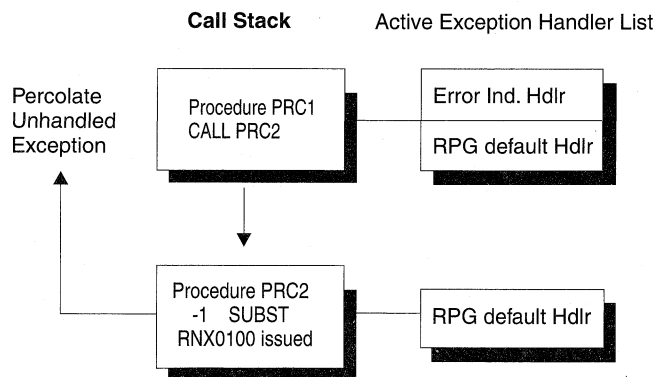 Call Stack
Active Exception Handler List
Percolate
Unhandled
Exception
Procedure PRC1
CALL PRC2
Error Ind. Hdlr
RPG default Hdlr
Procedure PRC2
-1 SUBST
RNX0100 issued
RPG default Hdlr